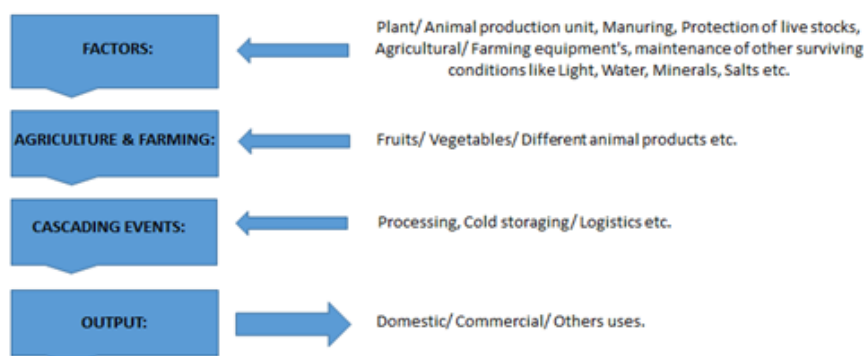 FACTORS:
Plant/ Animal production unit, Manuring, Protection of live stocks,
Agricultural/ Farming equipment's, maintenance of other surviving
conditions like Light, Water, Minerals, Salts etc.
AGRICULTURE & FARMING:
Fruits/ Vegetables/ Different animal products etc.
CASCADING EVENTS:
Processing, Cold storaging/ Logistics etc.
OUTPUT:
Domestic/ Commercial/ Others uses.